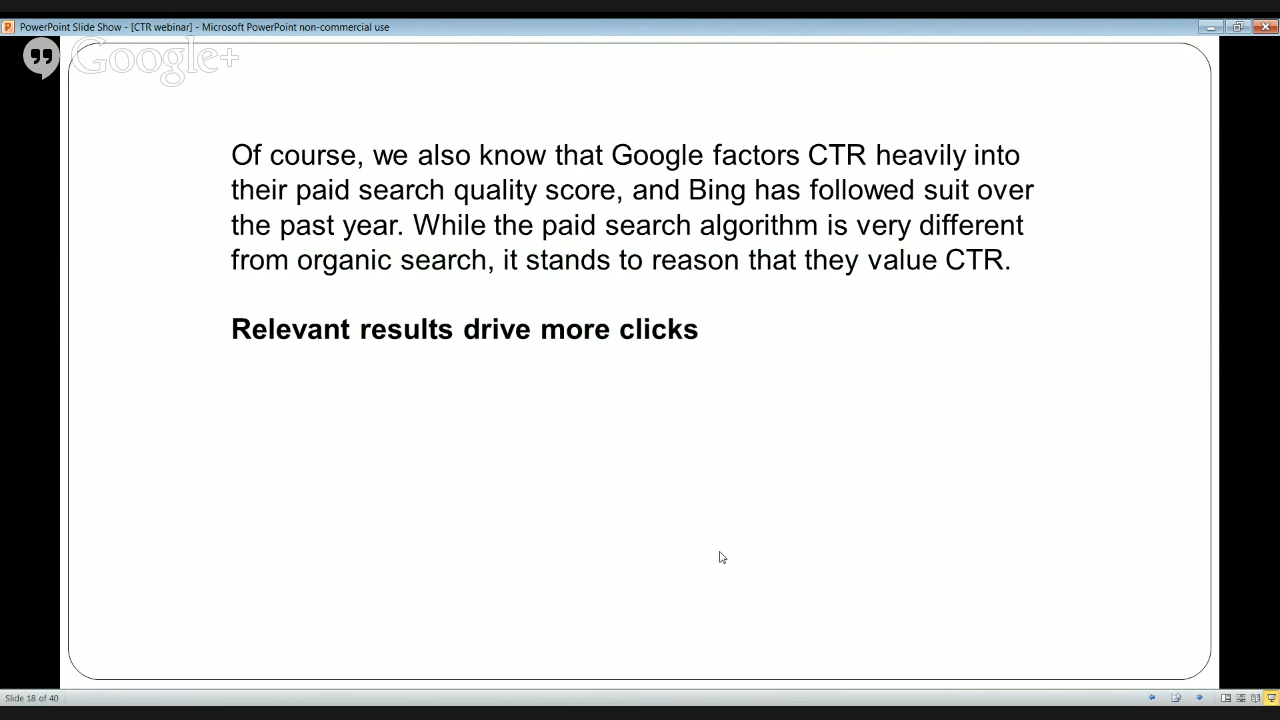 PowerPoint Slide Show - [CTR webinar] - Microsoft PowerPoint non-commercial use
Google+
Of course, we also know that Google factors CTR heavily into
their paid search quality score, and Bing has followed suit over
the past year. While the paid search algorithm is very different
from organic search, it stands to reason that they value CTR.
Relevant results drive more clicks
Slide 18 of 40